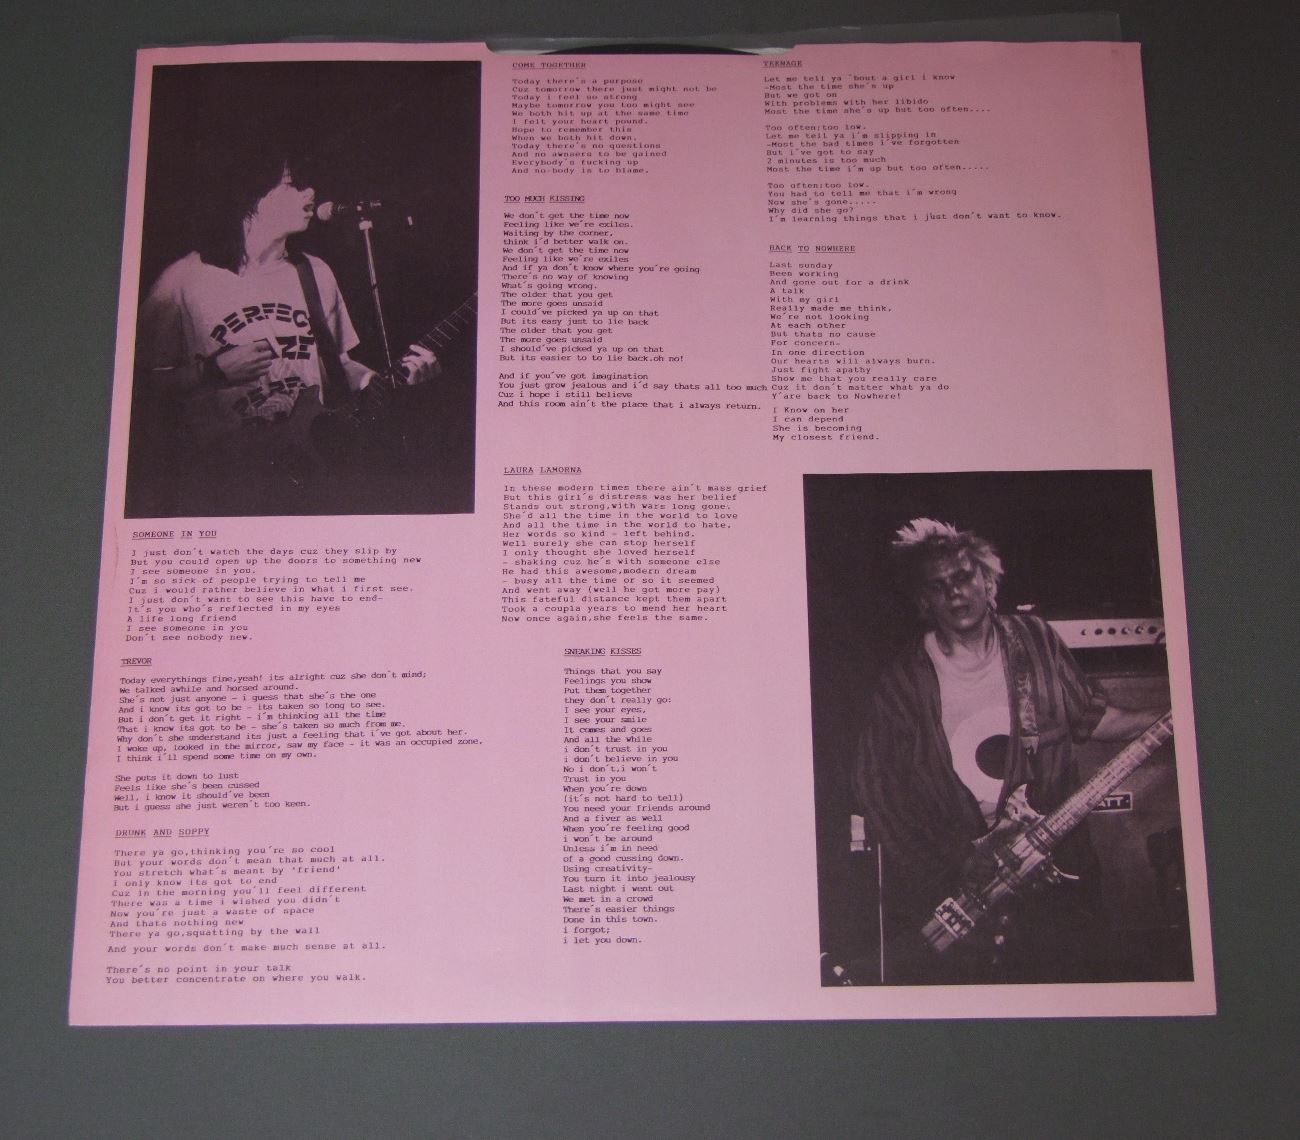 COME TOGETHER
Today there's a purpose
Cuz tomorrow there just might not be
Today i feel so strong
Maybe tomorrow you too might see
We both hit up at the same time
I felt your heart pound.
Hope to remember this
When we both hit down.
Today there's no questions
And no awnsers to be gained
Everybody's fucking up
And no-body is to blame.
TOO MUCH KISSING
We don't get the time now
Feeling like we're exiles.
Waiting by the corner,
think i'd better walk on.
We don't get the time now
Feeling like we're exiles
And if ya don't know where you're going
There's no way of knowing
What's going wrong.
The older that you get
The more goes unsaid
I could've picked ya up on that
But its easy just to lie back
The older that you get
The more goes unsaid
I should've picked ya up on that
But its easier to to lie back.oh no!
And if you've got imagination
You just grow jealous and i'd say thats all too much
Cuz i hope i still believe
And this room ain't the place that i always return.
TEENAGE
Let me tell ya 'bout a girl i know
-Most the time she's up
But we got on
With problems with her libido
Most the time she's up but too often....
Too often;too low.
Let me tell ya i'm slipping in
-Most the bad times i've forgotten
But i've got to say
2 minutes is too much
Most the time i'm up but too often.....
Too often;too low.
You had to tell me that i'm wrong
Now she's gone.....
Why did she go?
I'm learning things that i just don't want to know.
BACK TO NOWHERE
Last sunday
Been working
And gone out for a drink
A talk
With my girl
Really made me think,
We're not looking
At each other
But thats no cause
For concern-
In one direction
Our hearts will always burn.
Just fight apathy
Show me that you really care
Cuz it don't matter what ya do
Y'are back to Nowhere!
I Know on her
I can depend
She is becoming
My closest friend.
PERFEC
SOMEONE IN YOU
I just don't watch the days cuz they slip by
But you could open up the doors to something new
I see someone in you.
I'm so sick of people trying to tell me
Cuz i would rather believe in what i first see.
I just don't want to see this have to end-
It's you who's reflected in my eyes
A life long friend
I see someone in you
Don't see nobody new.
TREVOR
Today everythings fine,yeah! its alright cuz she don't mind;
We talked awhile and horsed around.
She's not just anyone - i guess that she's the one
And i know its got to be - its taken so long to see.
But i don't get it right - i'm thinking all the time
That i know its got to be - she's taken so much from me.
Why don't she understand its just a feeling that i've got about her.
I woke up, looked in the mirror, saw my face - it was an occupied zone.
I think i'll spend some time on my own.
She puts it down to lust
Feels like she's been cussed
Well, i know it should've been
But i guess she just weren't too keen.
DRUNK AND SOPPY
There ya go,thinking you're so cool
But your words don't mean that much at all.
You stretch what's meant by 'friend'
i only know its got to end
Cuz in the morning you'll feel different
There was a time i wished you didn't
Now you're just a waste of space
And thats nothing new
There ya go,squatting by the wall
And your words don't make much sense at all.
There's no point in your talk
You better concentrate on where you walk.
LAURA LAMORNA
In these modern times there ain't mass grief
But this girl's distress was her belief
Stands out strong,with wars long gone.
She'd all the time in the world to love
And all the time in the world to hate,
Her words so kind - left behind.
Well surely she can stop herself
I only thought she loved herself
- shaking cuz he's with someone else
He had this awesome,modern dream
- busy all the time or so it seemed
And went away (well he got more pay)
This fateful distance kept them apart
Took a coupla years to mend her heart
Now once again,she feels the same.
SNEAKING KISSES
Things that you say
Feelings you show
Put them together
they don't really go:
I see your eyes,
I see your smile
It comes and goes
And all the while
i don't trust in you
i don't believe in you
No i don't,i won't
Trust in you
When you're down
(it's not hard to tell)
You need your friends around
And a fiver as well
When you're feeling good
i won't be around
Unless i'm in need
of a good cussing down.
Using creativity-
You turn it into jealousy
Last night i went out
We met in a crowd
There's easier things
Done in this town.
i forgot;
i let you down.